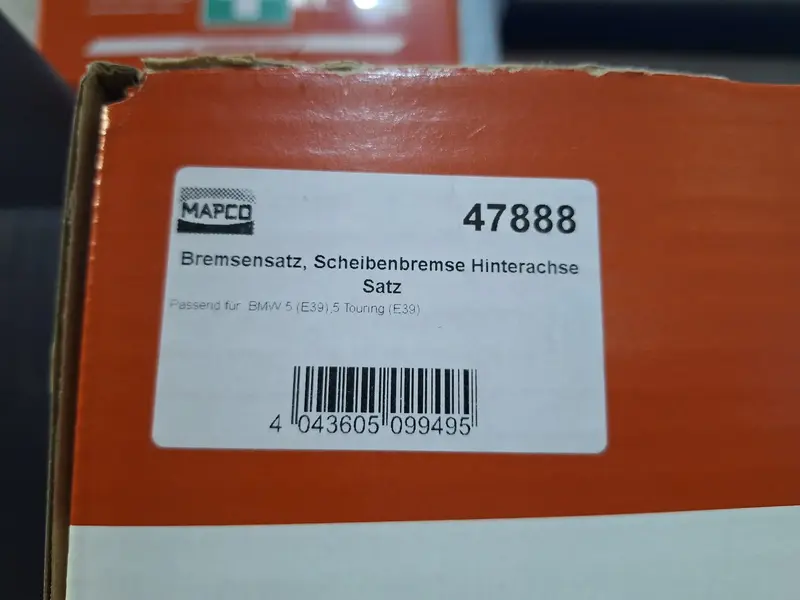 MAPCO
47888
Bremsensatz, Scheibenbremse Hinterachse
Satz
Passend für BMW 5 (E39),5 Touring (E39)
4 043605 099495